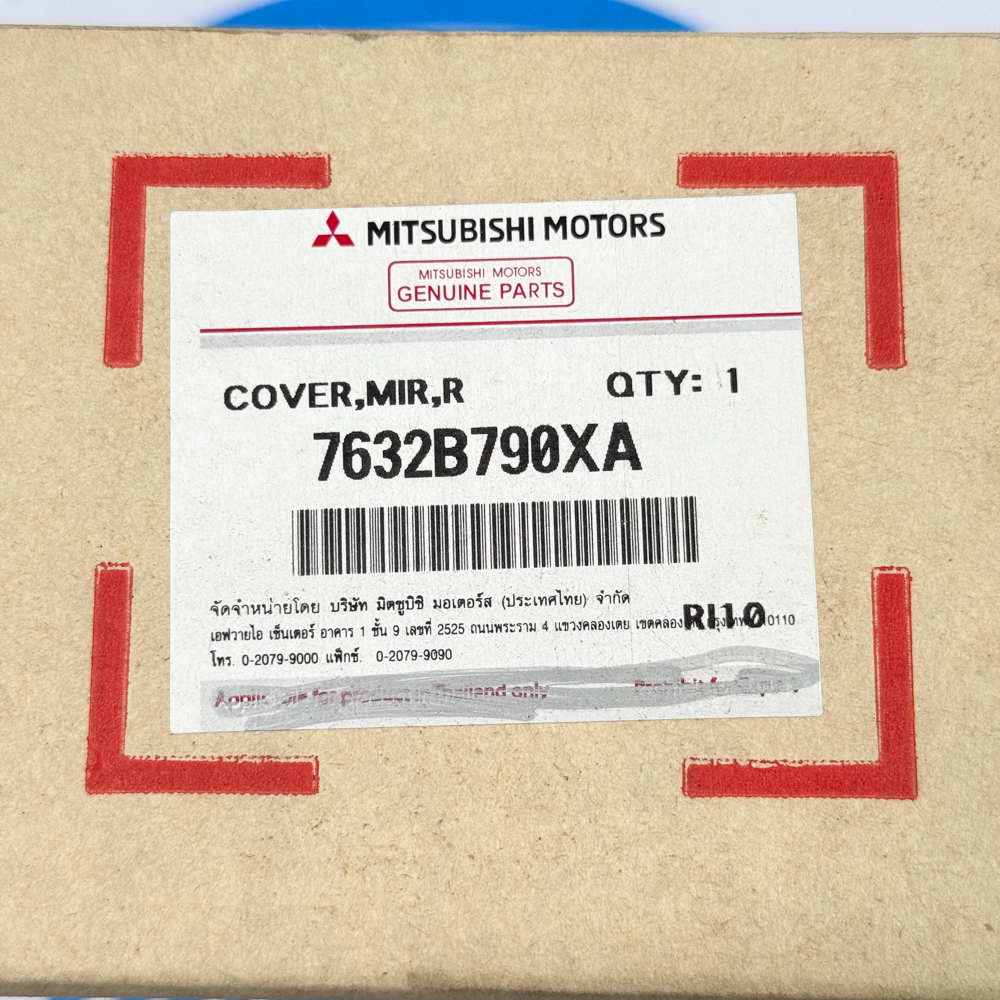 MITSUBISHI MOTORS
MITSUBISHI MOTORS
GENUINE PARTS
COVER,MIR,R QTY: 1
7632B790XA
จัดจำหน่ายโดย บริษัท มิตซูบิชิ มอเตอร์ส (ประเทศไทย) จำกัด
เอฟวายไอ เซ็นเตอร์ อาคาร 1 ชั้น 9 เลขที่ 2525 ถนนพระราม 4 แขวงคลองเตย เขตคลอง 10110
RI10
โทร. 0-2079-9000 แฟ็กซ์. 0-2079-9090
for product in Thailand only